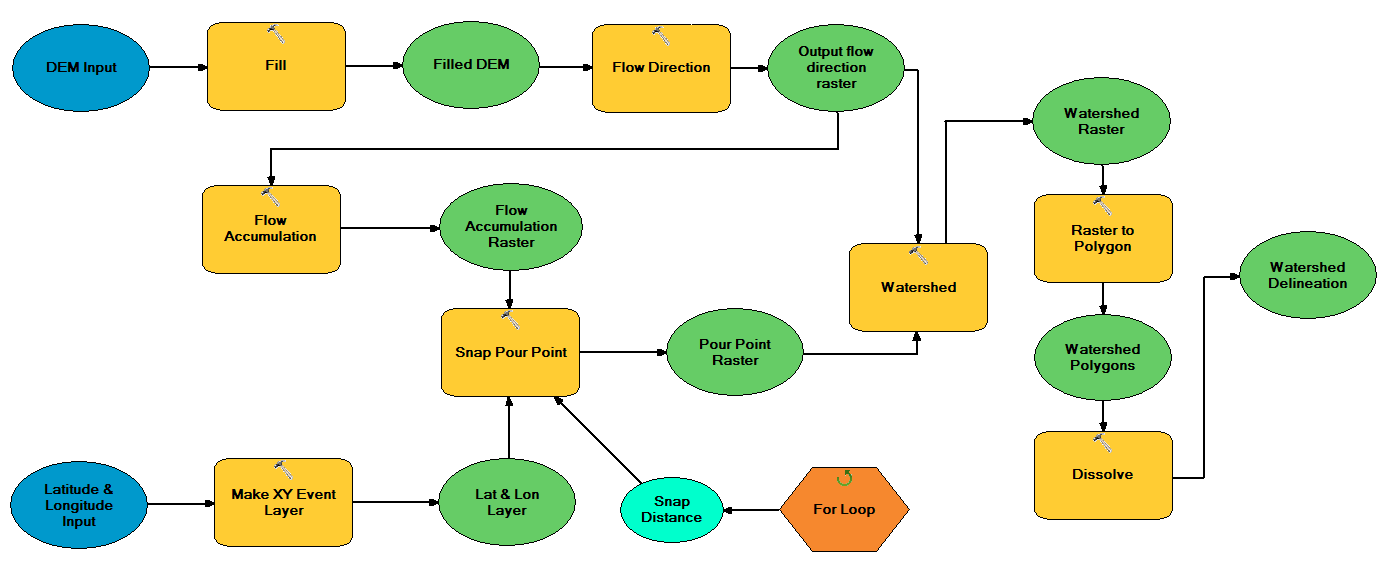 DEM Input
Fill
Filled DEM
Flow Direction
Output flow
direction
raster
Watershed
Raster
Flow
Accumulation
Flow
Accumulation
Raster
Raster to
Polygon
Watershed
Watershed
Delineation
Snap Pour Point
Pour Point
Raster
Watershed
Polygons
Latitude &
Longitude
Input
Make XY Event
Layer
Lat & Lon
Layer
Snap
Distance
For Loop
Dissolve